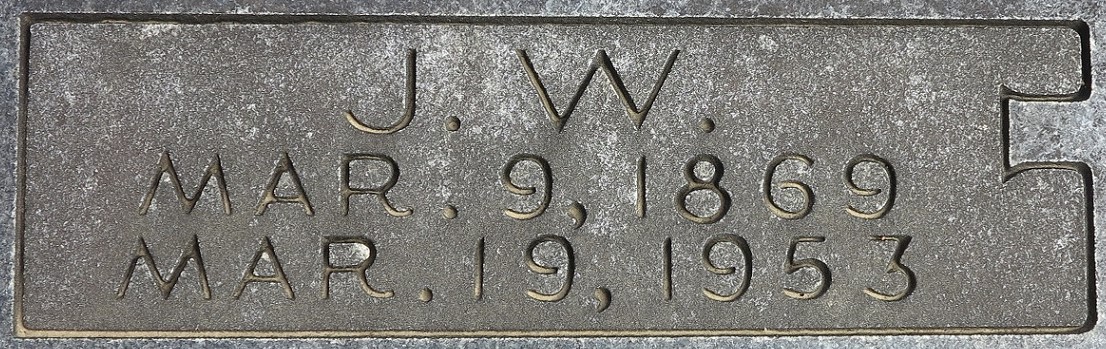 J. W.
MAR. 9, 1869
MAR. 19, 1953